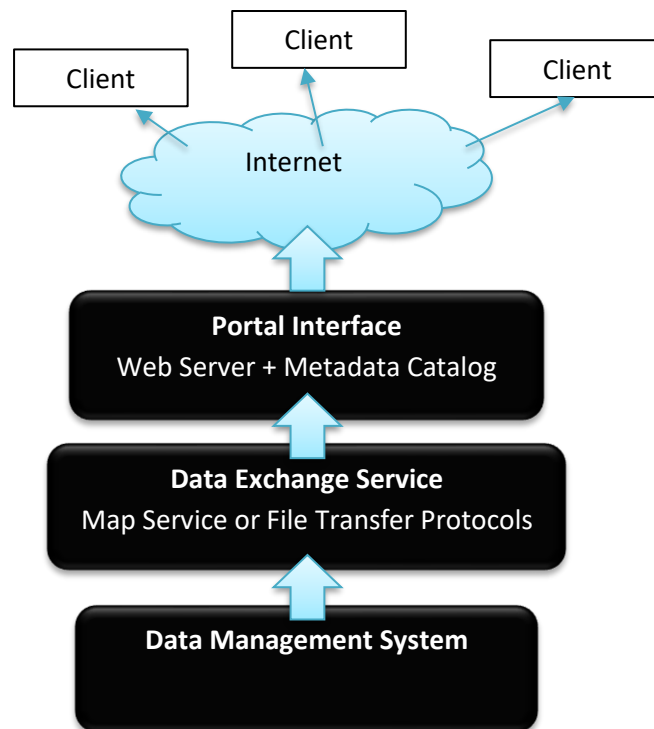 Client
Client
Client
Internet
Portal Interface
Web Server + Metadata Catalog
Data Exchange Service
Map Service or File Transfer Protocols
Data Management System